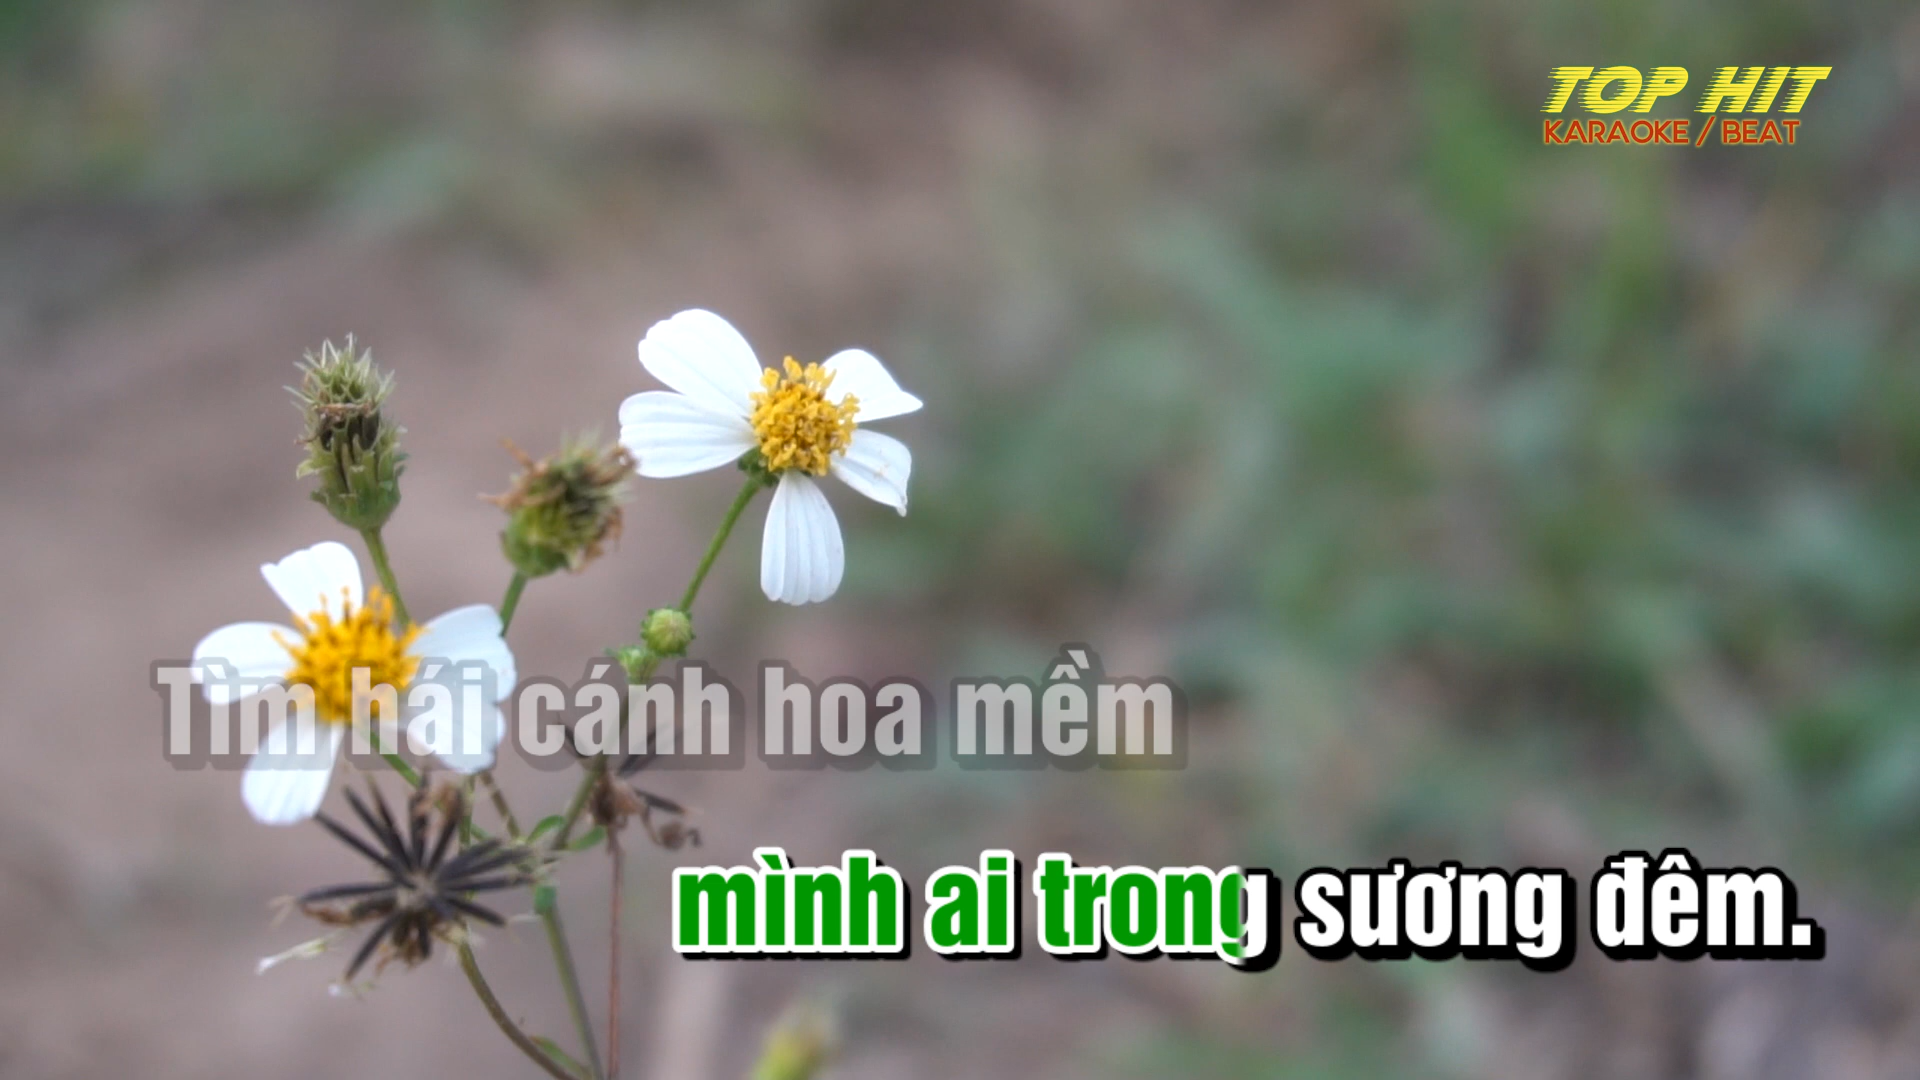 TOP HIT
KARAOKE / BEAT
Tìm hái cánh hoa mềm
mình ai trong sương đêm.